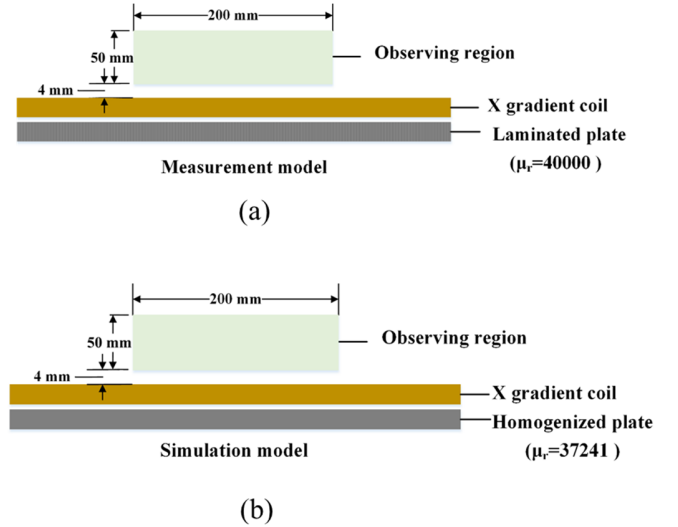 200 mm
Observing region
50 mm
4 mm
X gradient coil
Laminated plate
(μr=40000 )
Measurement model
(a)
200 mm
Observing region
50 mm
4 mm
X gradient coil
Homogenized plate
(μr=37241 )
Simulation model
(b)